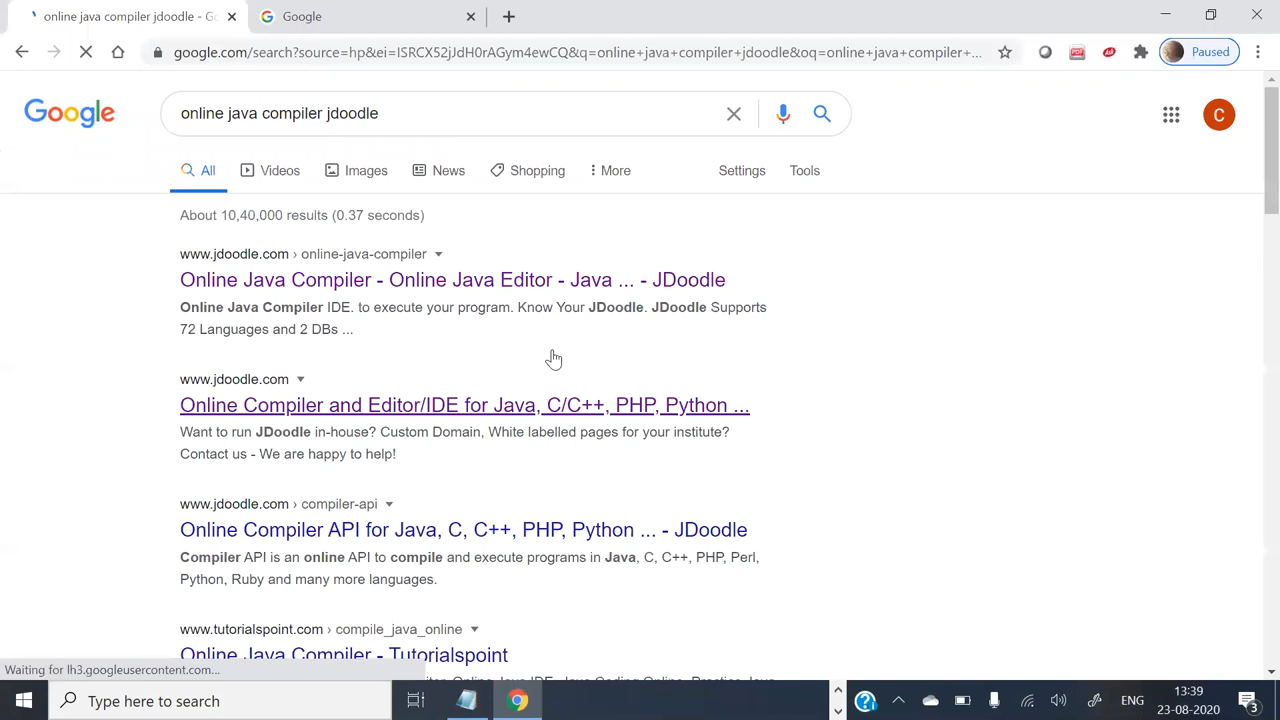 online java compiler jdoodle - Go
Google
google.com/search?source=hp&ei=ISRCX52jJdH0rAGym4ewCQ&q=online+java+compiler+jdoodle&oq=online+java+compiler+...
PDF
Paused
Google
online java compiler jdoodle
C
All
Videos
Images
News
Shopping
More
Settings
Tools
About 10,40,000 results (0.37 seconds)
www.jdoodle.com › online-java-compiler
Online Java Compiler - Online Java Editor - Java ... - JDoodle
Online Java Compiler IDE. to execute your program. Know Your JDoodle. JDoodle Supports
72 Languages and 2 DBs ...
www.jdoodle.com
Online Compiler and Editor/IDE for Java, C/C++, PHP, Python ...
Want to run JDoodle in-house? Custom Domain, White labelled pages for your institute?
Contact us - We are happy to help!
www.jdoodle.com › compiler-api
Online Compiler API for Java, C, C++, PHP, Python ... - JDoodle
Compiler API is an online API to compile and execute programs in Java, C, C++, PHP, Perl,
Python, Ruby and many more languages.
www.tutorialspoint.com › compile_java_online
Online Java Compiler - Tutorialspoint
Waiting for lh3.googleusercontent.com...
Type here to search
ENG
13:39
23-08-2020
3